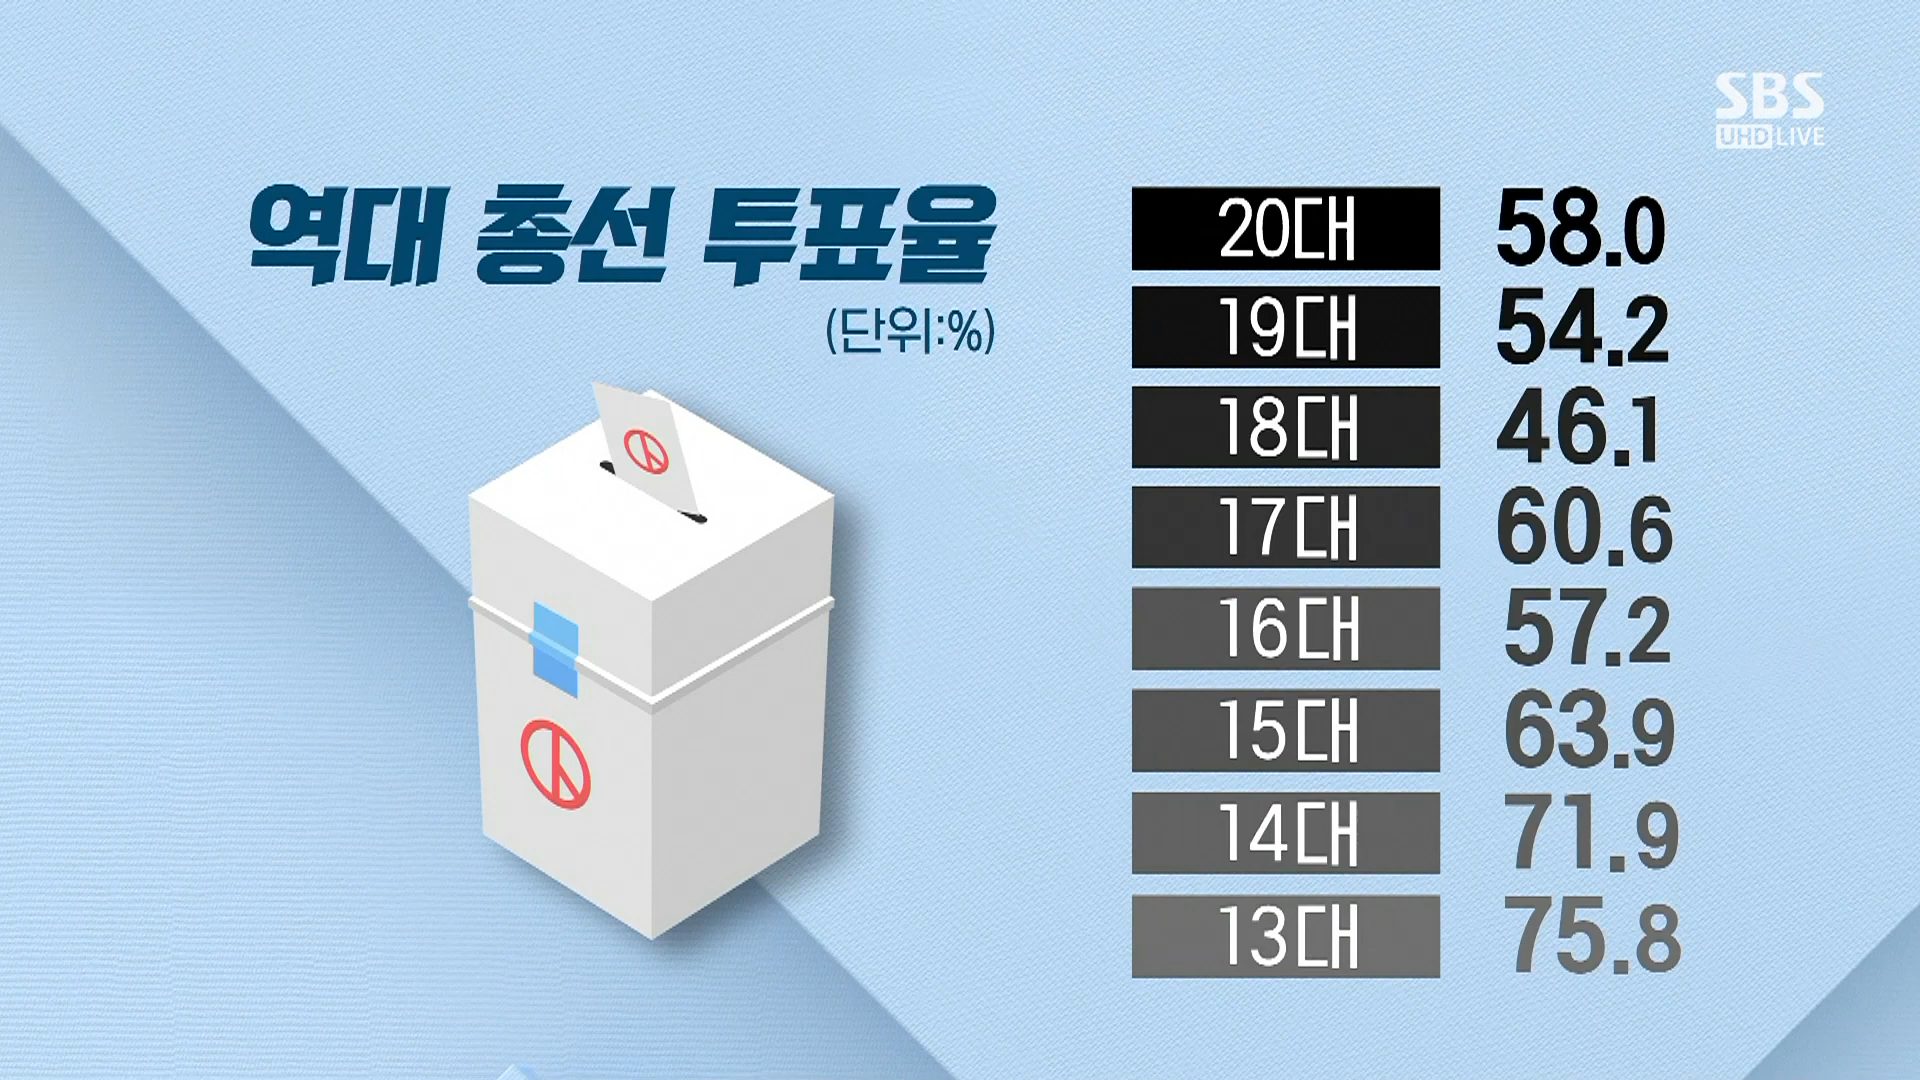 SBS
UHD LIVE
역대 총선 투표율
(단위:%)
20대 58.0
19대 54.2
18대 46.1
17대 60.6
16대 57.2
15대 63.9
14대 71.9
13대 75.8